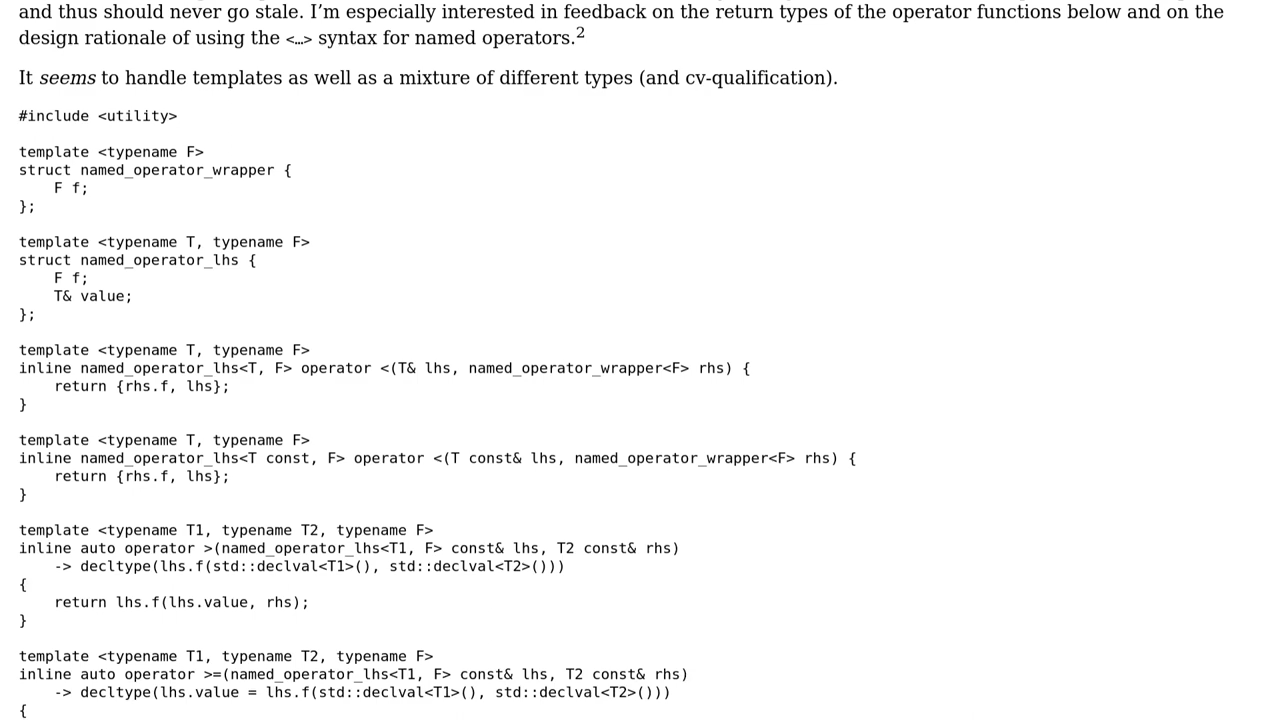 and thus should never go stale. I’m especially interested in feedback on the return types of the operator functions below and on the
design rationale of using the <…> syntax for named operators.2
It seems to handle templates as well as a mixture of different types (and cv-qualification).
#include <utility>
template <typename F>
struct named_operator_wrapper {
    F f;
};
template <typename T, typename F>
struct named_operator_lhs {
    F f;
    T& value;
};
template <typename T, typename F>
inline named_operator_lhs<T, F> operator <(T& lhs, named_operator_wrapper<F> rhs) {
    return {rhs.f, lhs};
}
template <typename T, typename F>
inline named_operator_lhs<T const, F> operator <(T const& lhs, named_operator_wrapper<F> rhs) {
    return {rhs.f, lhs};
}
template <typename T1, typename T2, typename F>
inline auto operator >(named_operator_lhs<T1, F> const& lhs, T2 const& rhs)
    -> decltype(lhs.f(std::declval<T1>(), std::declval<T2>()))
{
    return lhs.f(lhs.value, rhs);
}
template <typename T1, typename T2, typename F>
inline auto operator >=(named_operator_lhs<T1, F> const& lhs, T2 const& rhs)
    -> decltype(lhs.value = lhs.f(std::declval<T1>(), std::declval<T2>()))
{